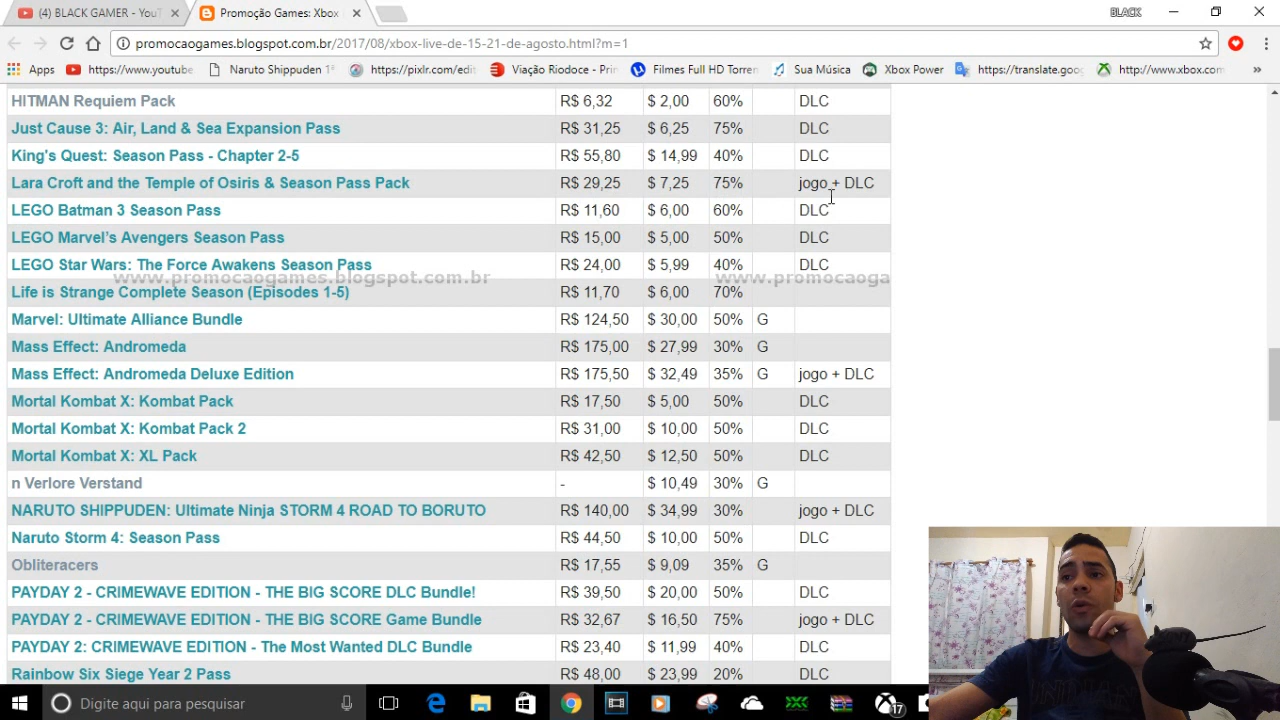 (4) BLACK GAMER - YouT
Promoção Games: Xbox
BLACK
promocaogames.blogspot.com.br/2017/08/xbox-live-de-15-21-de-agosto.html?m=1
Apps https://www.youtube Naruto Shippuden 1ª https://pixlr.com/edit Viação Riodoce - Prin Filmes Full HD Torren Sua Música Xbox Power https://translate.goog http://www.xbox.com »
HITMAN Requiem Pack R$ 6,32 $ 2,00 60% DLC
Just Cause 3: Air, Land & Sea Expansion Pass R$ 31,25 $ 6,25 75% DLC
King's Quest: Season Pass - Chapter 2-5 R$ 55,80 $ 14,99 40% DLC
Lara Croft and the Temple of Osiris & Season Pass Pack R$ 29,25 $ 7,25 75% jogo + DLC
LEGO Batman 3 Season Pass R$ 11,60 $ 6,00 60% DLC
LEGO Marvel's Avengers Season Pass R$ 15,00 $ 5,00 50% DLC
LEGO Star Wars: The Force Awakens Season Pass R$ 24,00 $ 5,99 40% DLC
www.promocaogames.blogspot.com.br www.promocaoga
Life is Strange Complete Season (Episodes 1-5) R$ 11,70 $ 6,00 70%
Marvel: Ultimate Alliance Bundle R$ 124,50 $ 30,00 50% G
Mass Effect: Andromeda R$ 175,00 $ 27,99 30% G
Mass Effect: Andromeda Deluxe Edition R$ 175,50 $ 32,49 35% G jogo + DLC
Mortal Kombat X: Kombat Pack R$ 17,50 $ 5,00 50% DLC
Mortal Kombat X: Kombat Pack 2 R$ 31,00 $ 10,00 50% DLC
Mortal Kombat X: XL Pack R$ 42,50 $ 12,50 50% DLC
n Verlore Verstand - $ 10,49 30% G
NARUTO SHIPPUDEN: Ultimate Ninja STORM 4 ROAD TO BORUTO R$ 140,00 $ 34,99 30% jogo + DLC
Naruto Storm 4: Season Pass R$ 44,50 $ 10,00 50% DLC
Obliteracers R$ 17,55 $ 9,09 35% G
PAYDAY 2 - CRIMEWAVE EDITION - THE BIG SCORE DLC Bundle! R$ 39,50 $ 20,00 50% DLC
PAYDAY 2 - CRIMEWAVE EDITION - THE BIG SCORE Game Bundle R$ 32,67 $ 16,50 75% jogo + DLC
PAYDAY 2: CRIMEWAVE EDITION - The Most Wanted DLC Bundle R$ 23,40 $ 11,99 40% DLC
Rainbow Six Siege Year 2 Pass R$ 48,00 $ 23,99 20% DLC
Digite aqui para pesquisar
17